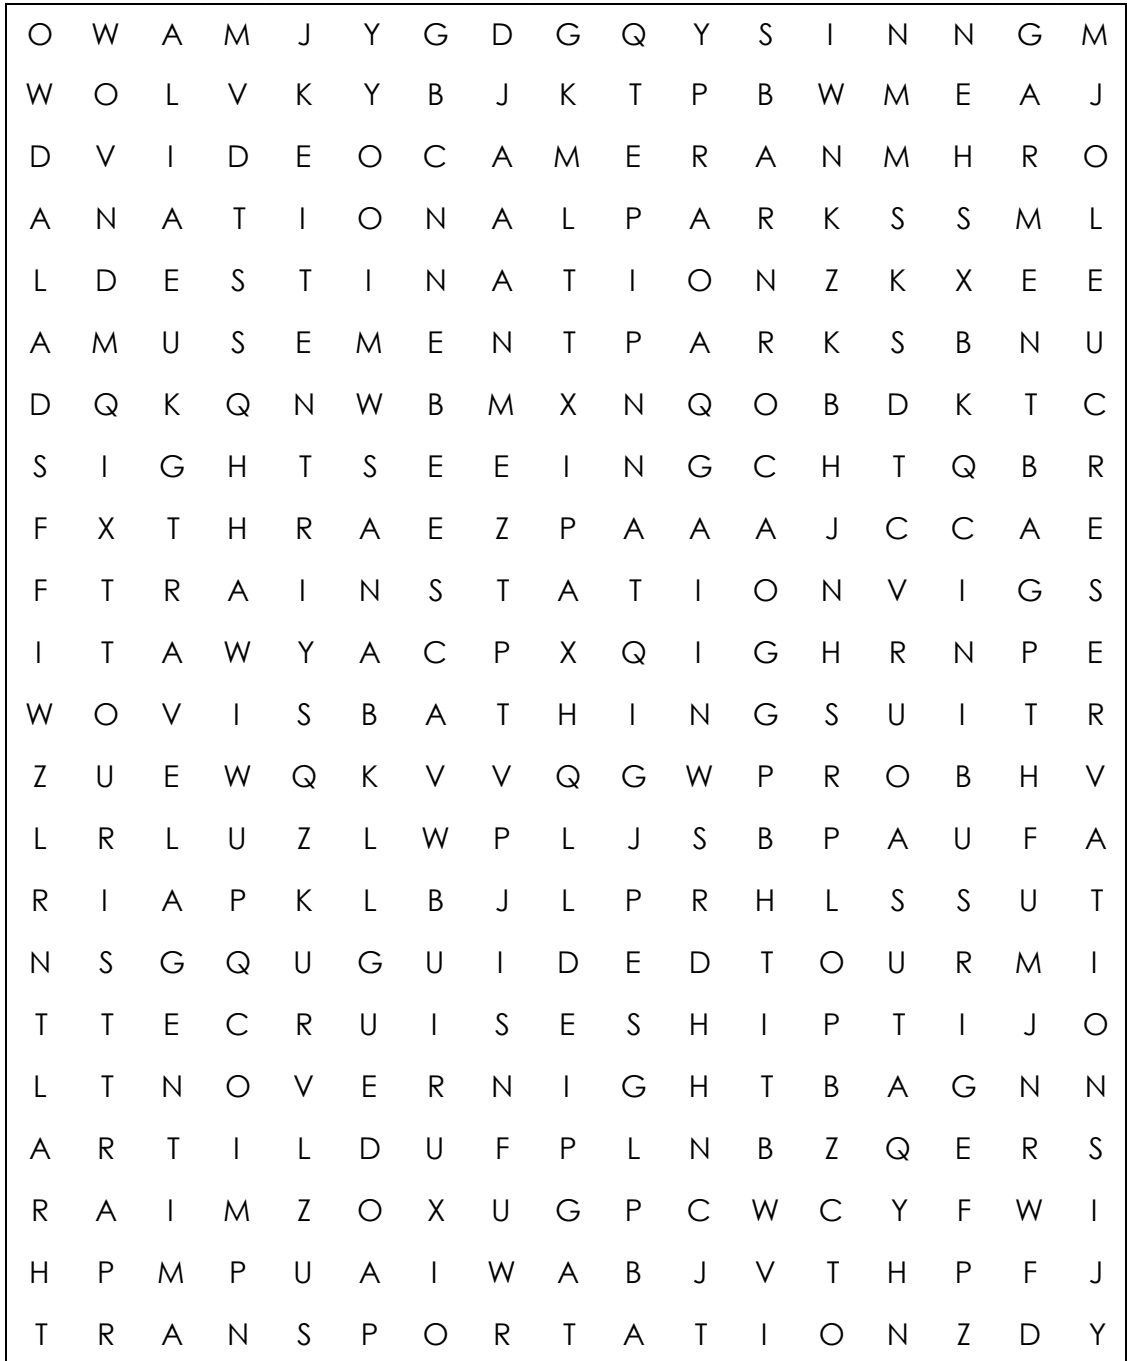 O W A M J Y G D G Q Y S I N N G M
W O L V K Y B J K T P B W M E A J
D V I D E O C A M E R A N M H R O
A N A T I O N A L P A R K S S M L
L D E S T I N A T I O N Z K X E E
A M U S E M E N T P A R K S B N U
D Q K Q N W B M X N Q O B D K T C
S I G H T S E E I N G C H T Q B R
F X T H R A E Z P A A A J C C A E
F T R A I N S T A T I O N V I G S
I T A W Y A C P X Q I G H R N P E
W O V I S B A T H I N G S U I T R
Z U E W Q K V V Q G W P R O B H V
L R L U Z L W P L J S B P A U F A
R I A P K L B J L P R H L S S U T
N S G Q U G U I D E D T O U R M I
T T E C R U I S E S H I P T I J O
L T N O V E R N I G H T B A G N N
A R T I L D U F P L N B Z Q E R S
R A I M Z O X U G P C W C Y F W I
H P M P U A I W A B J V T H P F J
T R A N S P O R T A T I O N Z D Y